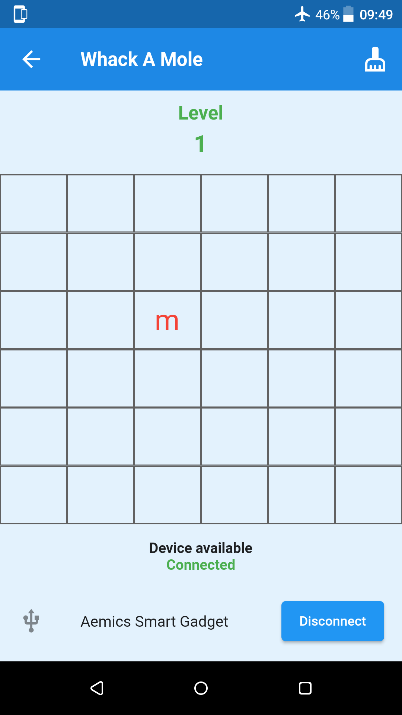 46% 09:49
Whack A Mole
Level
1
m
Device available
Connected
Aemics Smart Gadget Disconnect